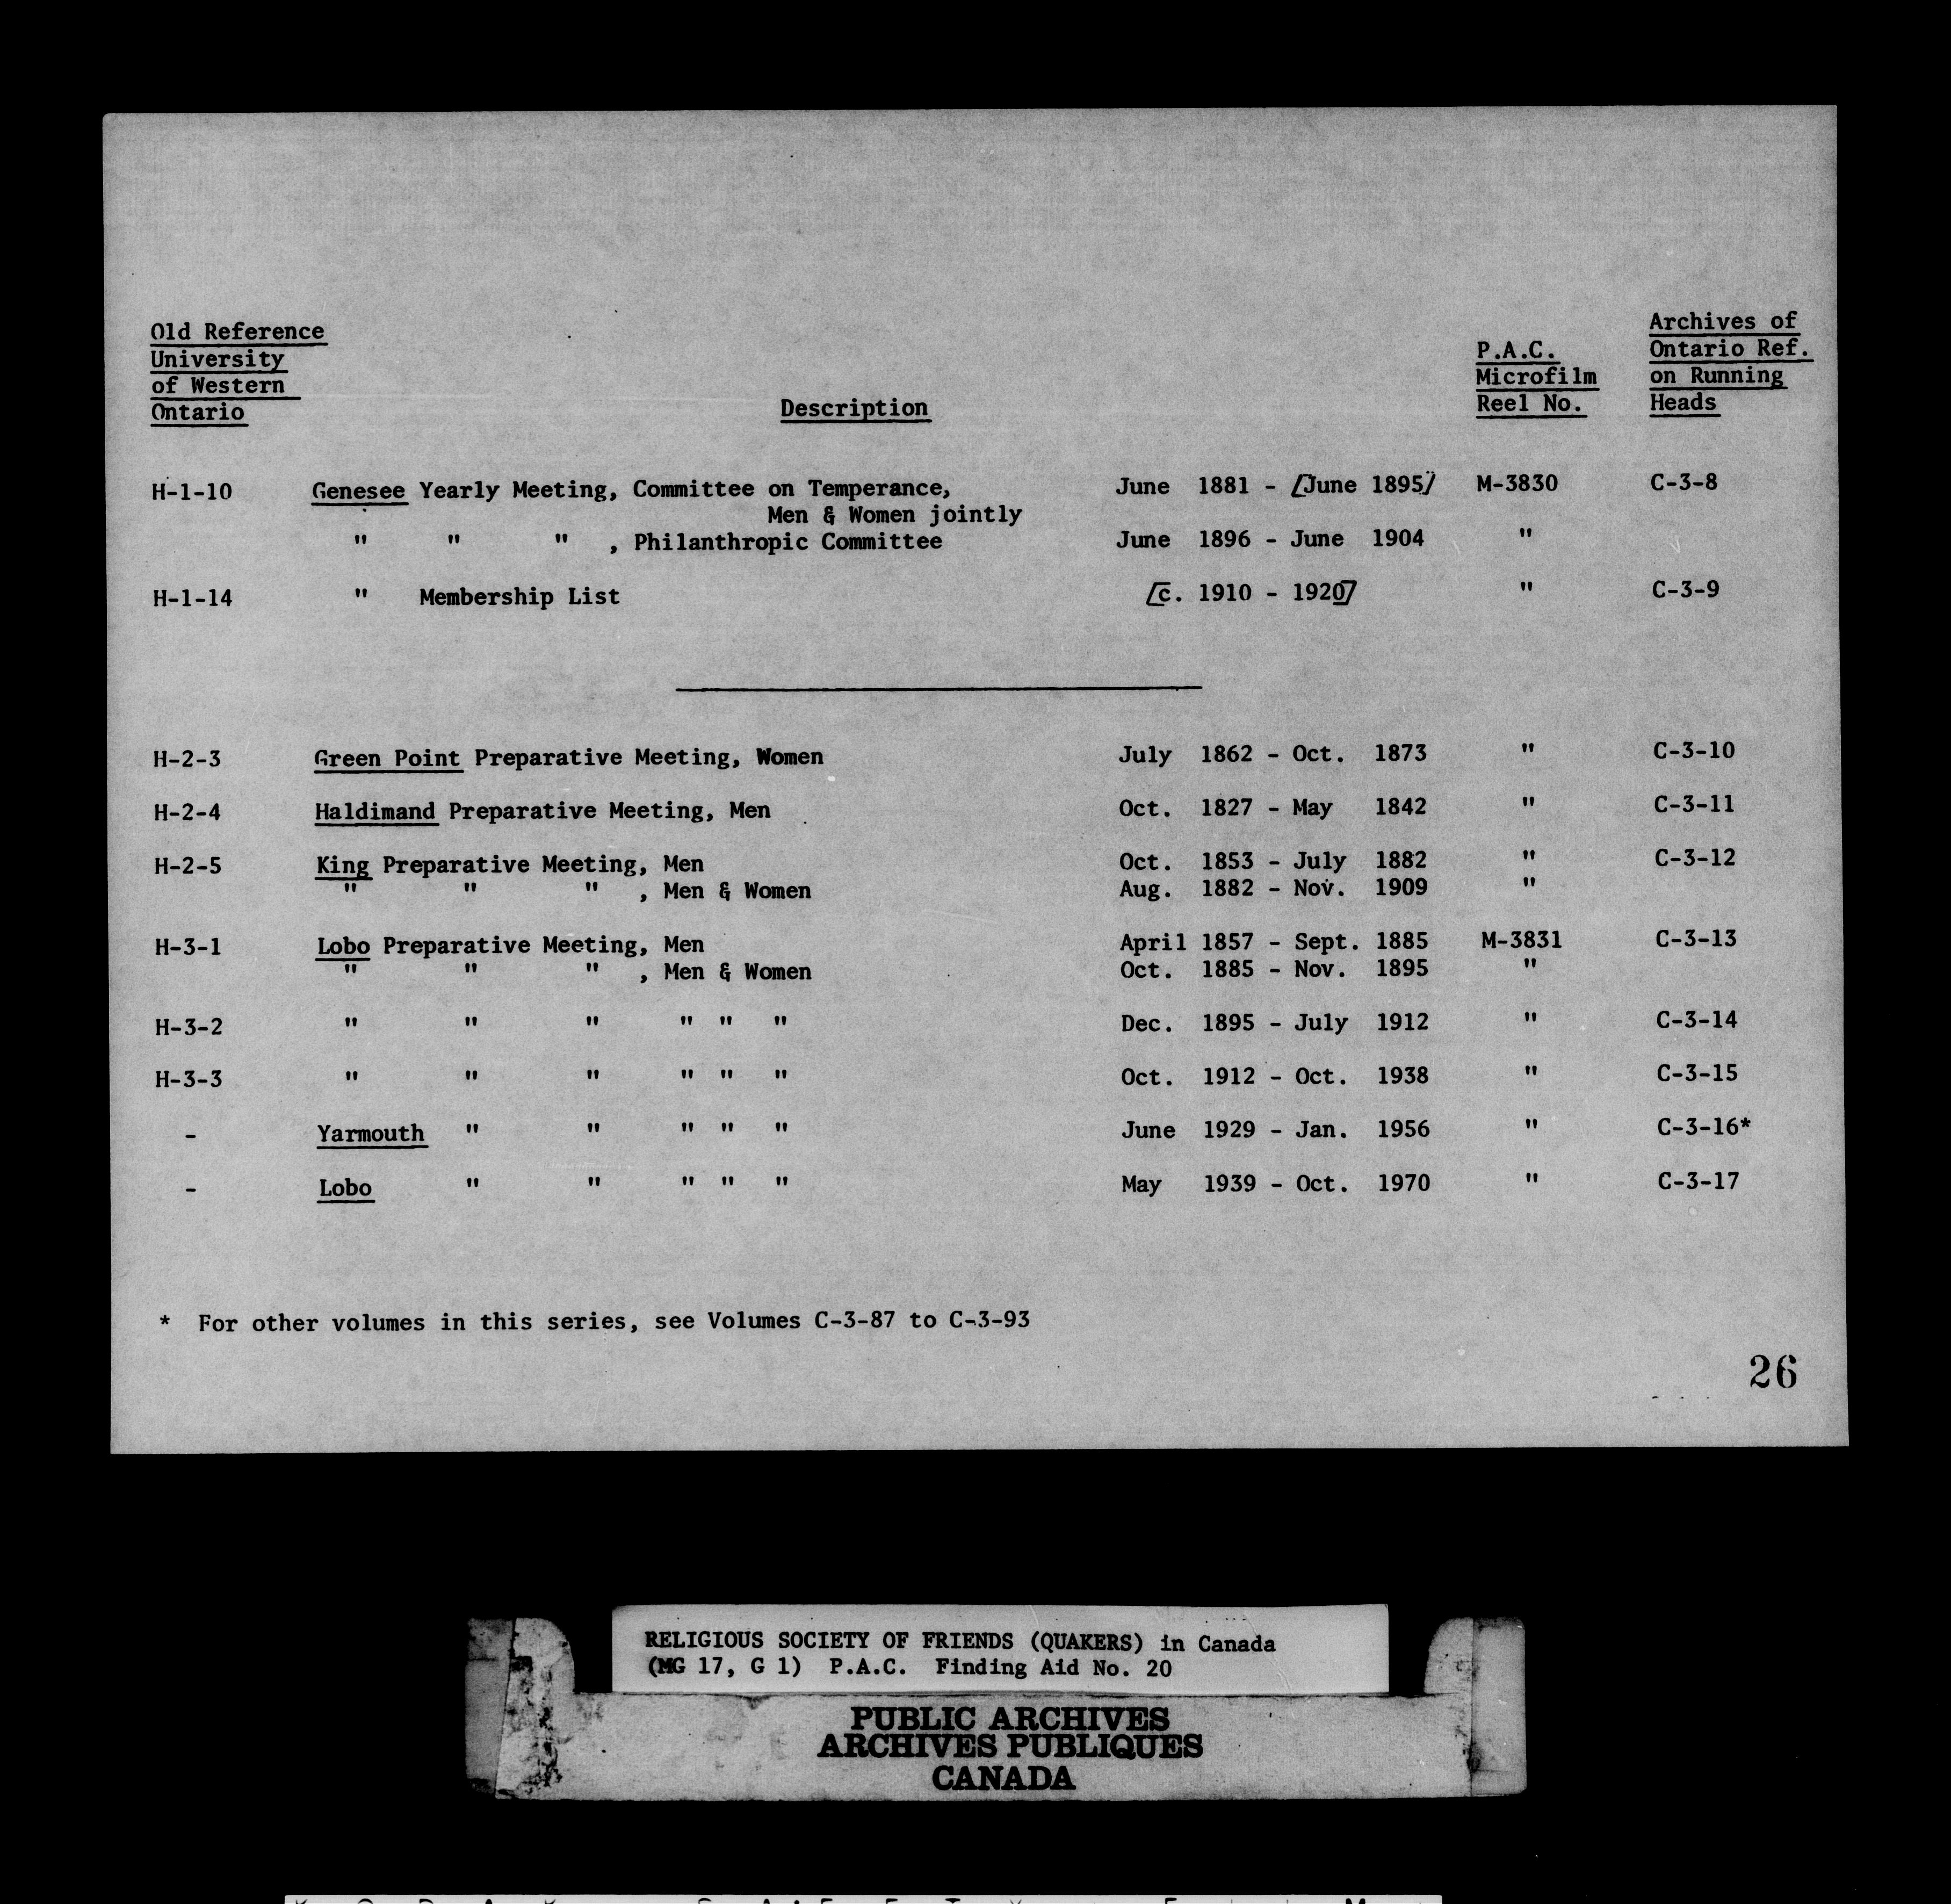 Old Reference University of Western Ontario
Description
P.A.C. Microfilm Reel No.
Archives of Ontario Ref. on Running Heads
H-1-10 Genesee Yearly Meeting, Committee on Temperance, June 1881 - [June 1895] M-3830 C-3-8
Men & Women jointly
" " " , Philanthropic Committee June 1896 - June 1904 "
H-1-14 " Membership List [c. 1910 - 1920] " C-3-9
H-2-3 Green Point Preparative Meeting, Women July 1862 - Oct. 1873 " C-3-10
H-2-4 Haldimand Preparative Meeting, Men Oct. 1827 - May 1842 " C-3-11
H-2-5 King Preparative Meeting, Men Oct. 1853 - July 1882 " C-3-12
" " " , Men & Women Aug. 1882 - Nov. 1909 "
H-3-1 Lobo Preparative Meeting, Men April 1857 - Sept. 1885 M-3831 C-3-13
" " " , Men & Women Oct. 1885 - Nov. 1895 "
H-3-2 " " " " " " Dec. 1895 - July 1912 " C-3-14
H-3-3 " " " " " " Oct. 1912 - Oct. 1938 " C-3-15
- Yarmouth " " " " " June 1929 - Jan. 1956 " C-3-16*
- Lobo " " " " " May 1939 - Oct. 1970 " C-3-17
* For other volumes in this series, see Volumes C-3-87 to C-3-93
26
RELIGIOUS SOCIETY OF FRIENDS (QUAKERS) in Canada
(MG 17, G 1) P.A.C. Finding Aid No. 20
PUBLIC ARCHIVES
ARCHIVES PUBLIQUES
CANADA